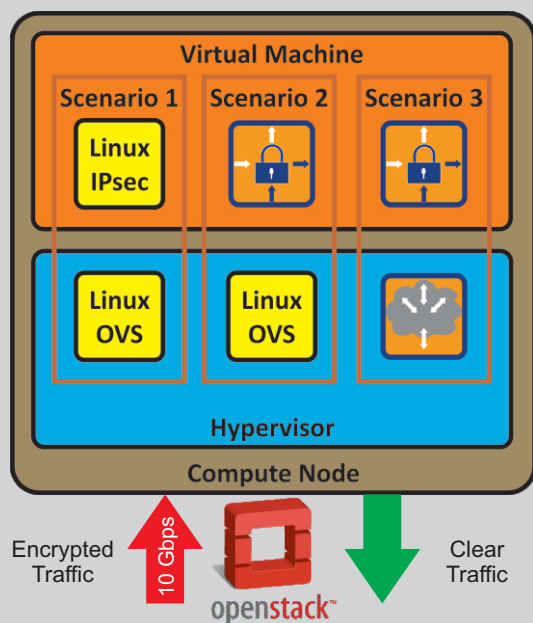 Virtual Machine
Scenario 1
Scenario 2
Scenario 3
Linux
IPsec
Linux
OVS
Linux
OVS
Hypervisor
Compute Node
Encrypted
Traffic
10 Gbps
openstack™
Clear
Traffic